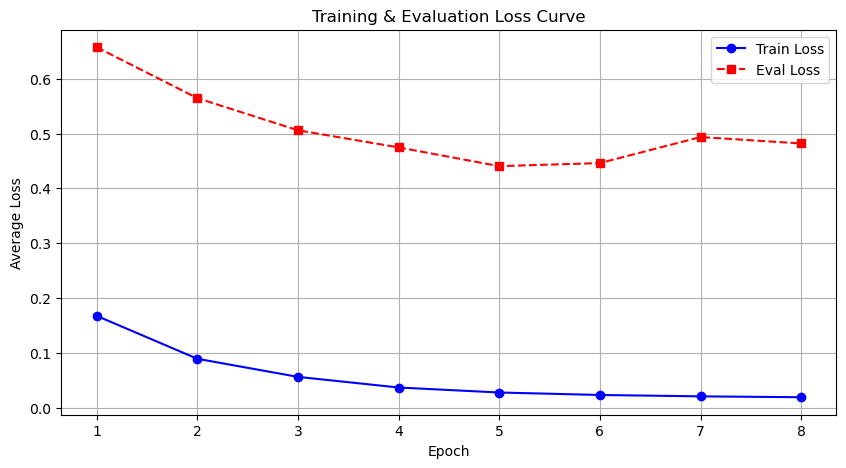 Training & Evaluation Loss Curve
Train Loss
Eval Loss
Average Loss
0.6
0.5
0.4
0.3
0.2
0.1
0.0
1 2 3 4 5 6 7 8
Epoch